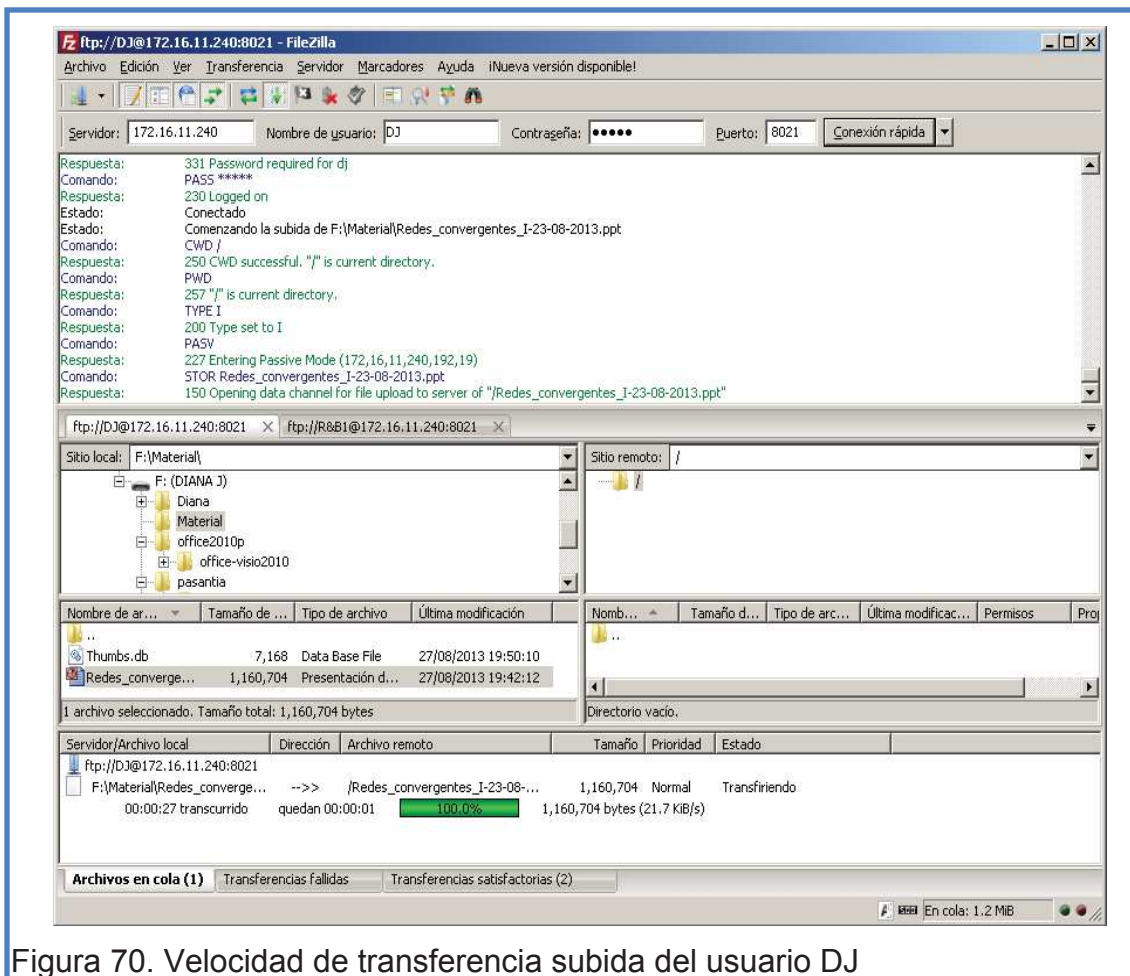 ftp://DJ@172.16.11.240:8021 - FileZilla
Archivo Edición Ver Transferencia Servidor Marcadores Ayuda ¡Nueva versión disponible!
Servidor: 172.16.11.240 Nombre de usuario: DJ Contraseña: ●●●●● Puerto: 8021 Conexión rápida
Respuesta: 331 Password required for dj
Comando: PASS *****
Respuesta: 230 Logged on
Estado: Conectado
Estado: Comenzando la subida de F:\Material\Redes_convergentes_I-23-08-2013.ppt
Comando: CWD /
Respuesta: 250 CWD successful. "/" is current directory.
Comando: PWD
Respuesta: 257 "/" is current directory.
Comando: TYPE I
Respuesta: 200 Type set to I
Comando: PASV
Respuesta: 227 Entering Passive Mode (172,16,11,240,192,19)
Comando: STOR Redes_convergentes_I-23-08-2013.ppt
Respuesta: 150 Opening data channel for file upload to server of "/Redes_convergentes_I-23-08-2013.ppt"
ftp://DJ@172.16.11.240:8021 ftp://R&B1@172.16.11.240:8021
Sitio local: F:\Material\
F: (DIANA J)
Diana
Material
office2010p
office-visio2010
pasantia
Sitio remoto: /
/
Nombre de ar... Tamaño de ... Tipo de archivo Última modificación
..
Thumbs.db 7,168 Data Base File 27/08/2013 19:50:10
Redes_converge... 1,160,704 Presentación d... 27/08/2013 19:42:12
1 archivo seleccionado. Tamaño total: 1,160,704 bytes
Nomb... Tamaño d... Tipo de arc... Última modificac... Permisos Prop
..
Directorio vacío.
Servidor/Archivo local Dirección Archivo remoto Tamaño Prioridad Estado
ftp://DJ@172.16.11.240:8021
F:\Material\Redes_converge... -->> /Redes_convergentes_I-23-08-... 1,160,704 Normal Transfiriendo
00:00:27 transcurrido quedan 00:00:01 100.0% 1,160,704 bytes (21.7 KiB/s)
Archivos en cola (1) Transferencias fallidas Transferencias satisfactorias (2)
En cola: 1.2 MiB
Figura 70. Velocidad de transferencia subida del usuario DJ